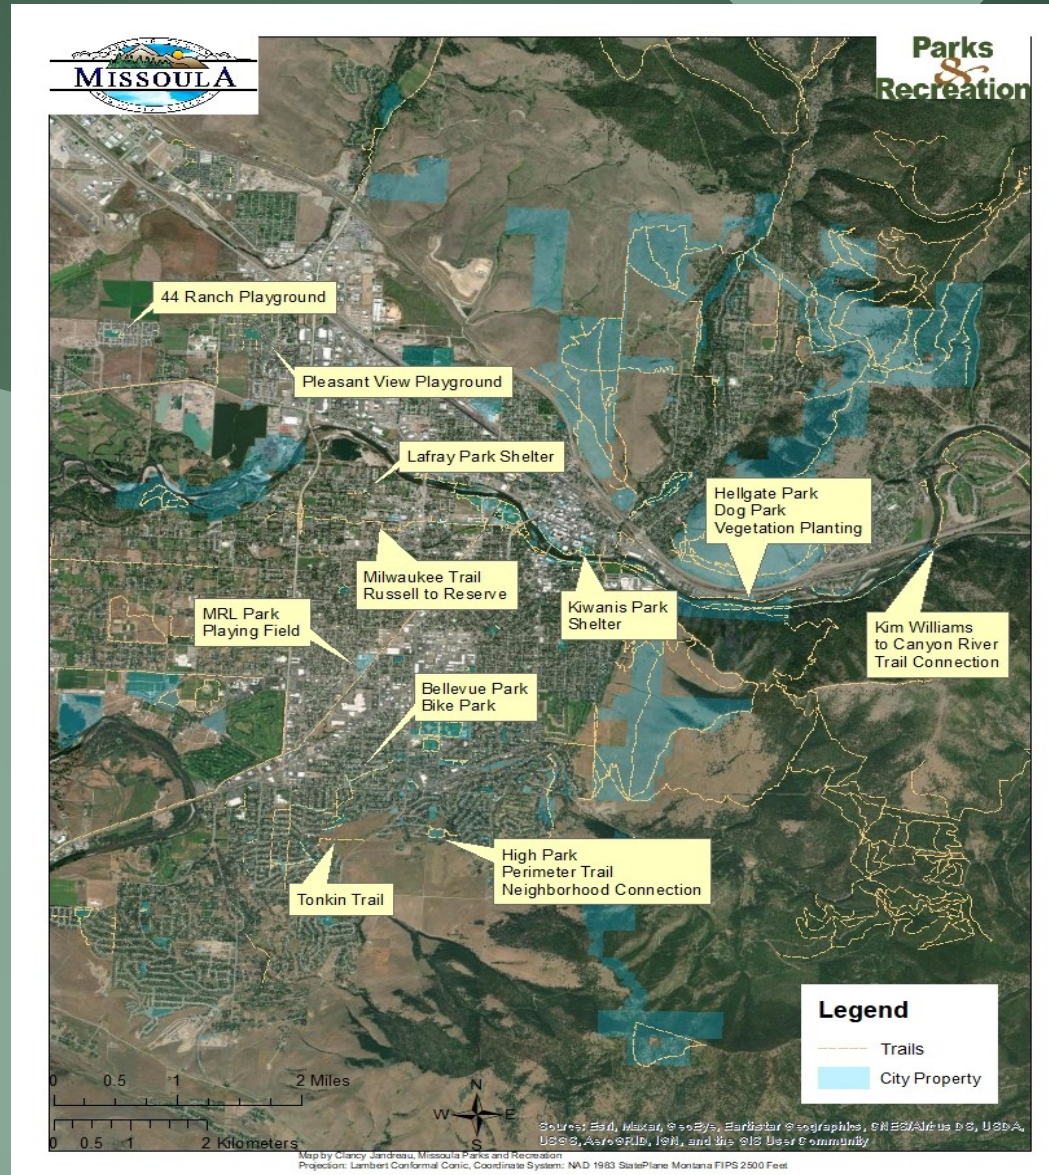 MISSOULA
Parks
&
Recreation
44 Ranch Playground
Pleasant View Playground
Lafray Park Shelter
Hellgate Park
Dog Park
Vegetation Planting
Milwaukee Trail
Russell to Reserve
Kiwanis Park
Shelter
MRL Park
Playing Field
Kim Williams
to Canyon River
Trail Connection
Bellevue Park
Bike Park
High Park
Perimeter Trail
Neighborhood Connection
Tonkin Trail
Legend
Trails
City Property
0 0.5 1 2 Miles
0 0.5 1 2 Kilometers
N
W E
S
Source: Esri, Maxar, GeoEye, Earthstar Geographics, CNES/Airbus DS, USDA,
USGS, AeroGRID, IGN, and the GIS User Community
Map by Clancy Jandreau, Missoula Parks and Recreation
Projection: Lambert Conformal Conic, Coordinate System: NAD 1983 StatePlane Montana FIPS 2500 Feet